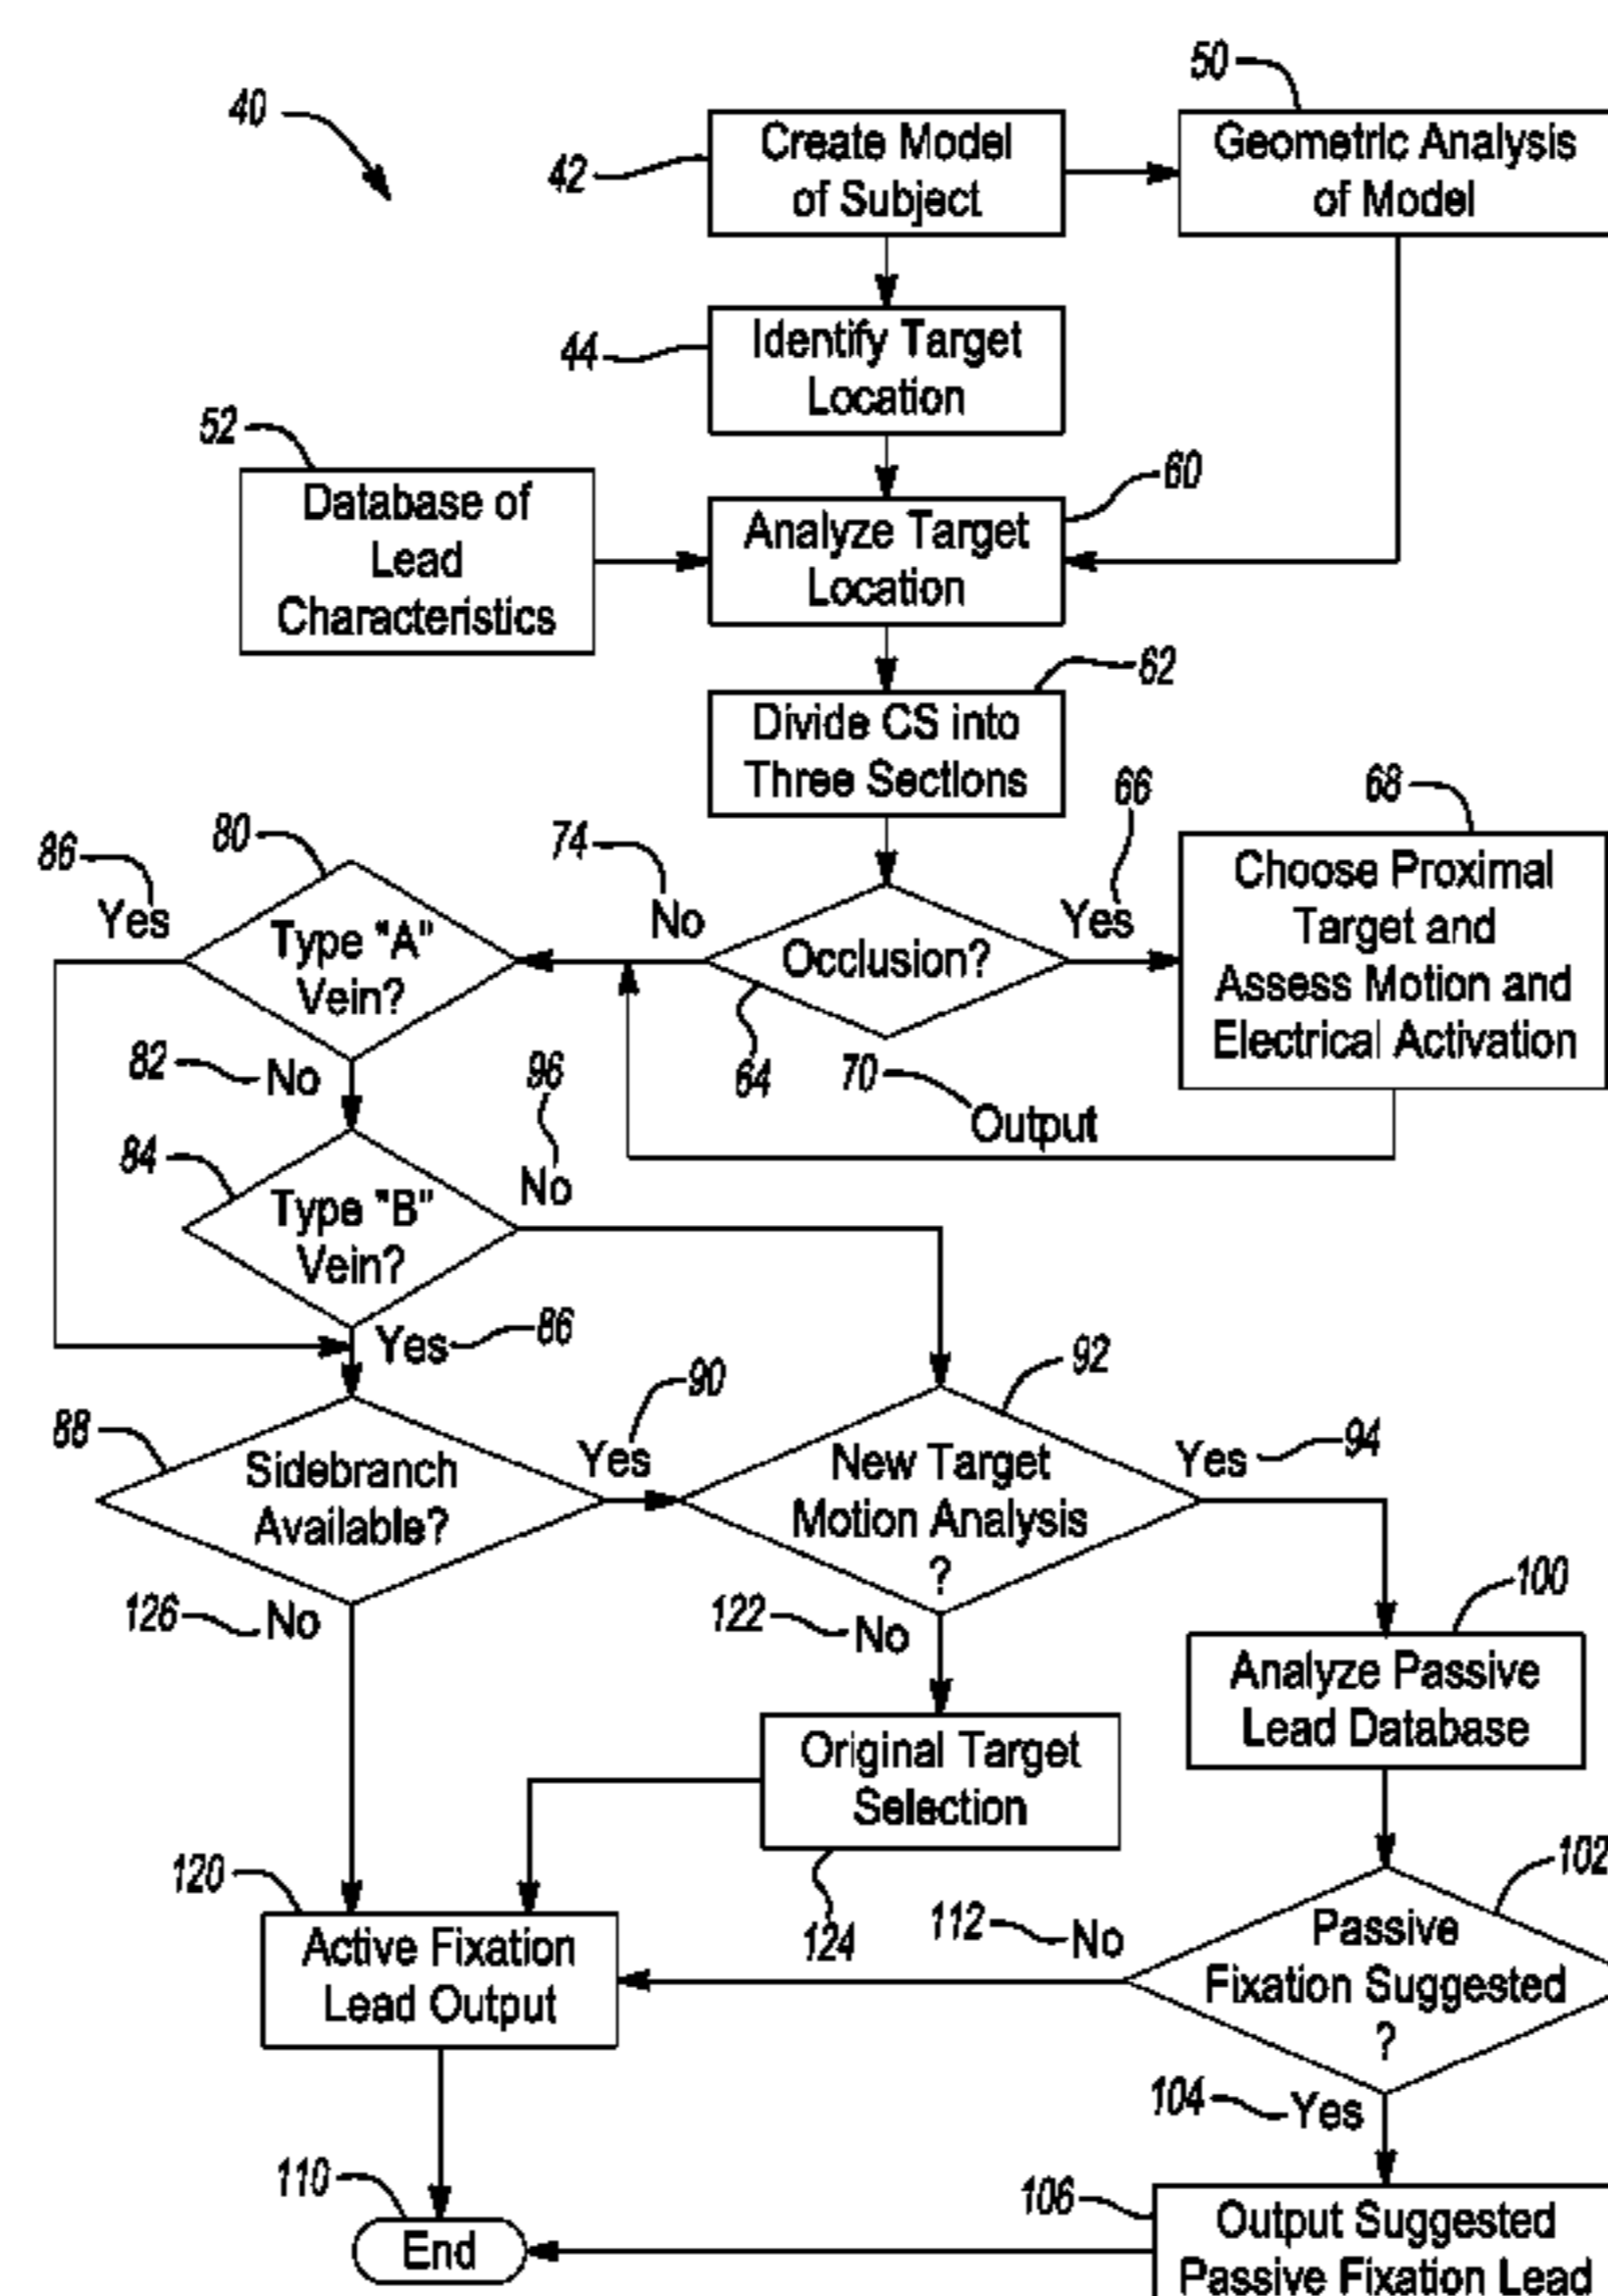 50
40
42
Create Model
of Subject
Geometric Analysis
of Model
44
Identify Target
Location
52
Database of
Lead
Characteristics
60
Analyze Target
Location
62
Divide CS into
Three Sections
66
68
86
Yes
80
Type "A"
Vein?
74
No
Occlusion?
Yes
Choose Proximal
Target and
Assess Motion and
Electrical Activation
82
No
96
No
64
70
Output
84
Type "B"
Vein?
Yes
86
90
92
88
Sidebranch
Available?
Yes
New Target
Motion Analysis
?
Yes
94
126
No
122
No
100
Analyze Passive
Lead Database
Original Target
Selection
124
120
Active Fixation
Lead Output
112
No
102
Passive
Fixation Suggested
?
104
Yes
110
End
106
Output Suggested
Passive Fixation Lead